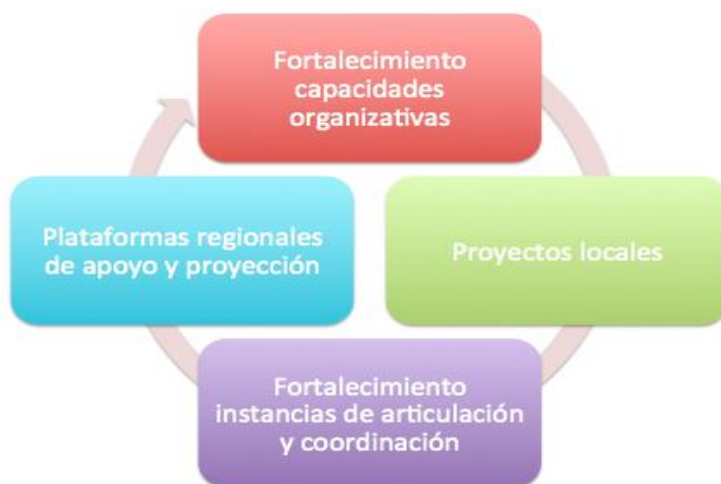 Fortalecimiento
capacidades
organizativas
Plataformas regionales
de apoyo y proyección
Proyectos locales
Fortalecimiento
instancias de articulación
y coordinación